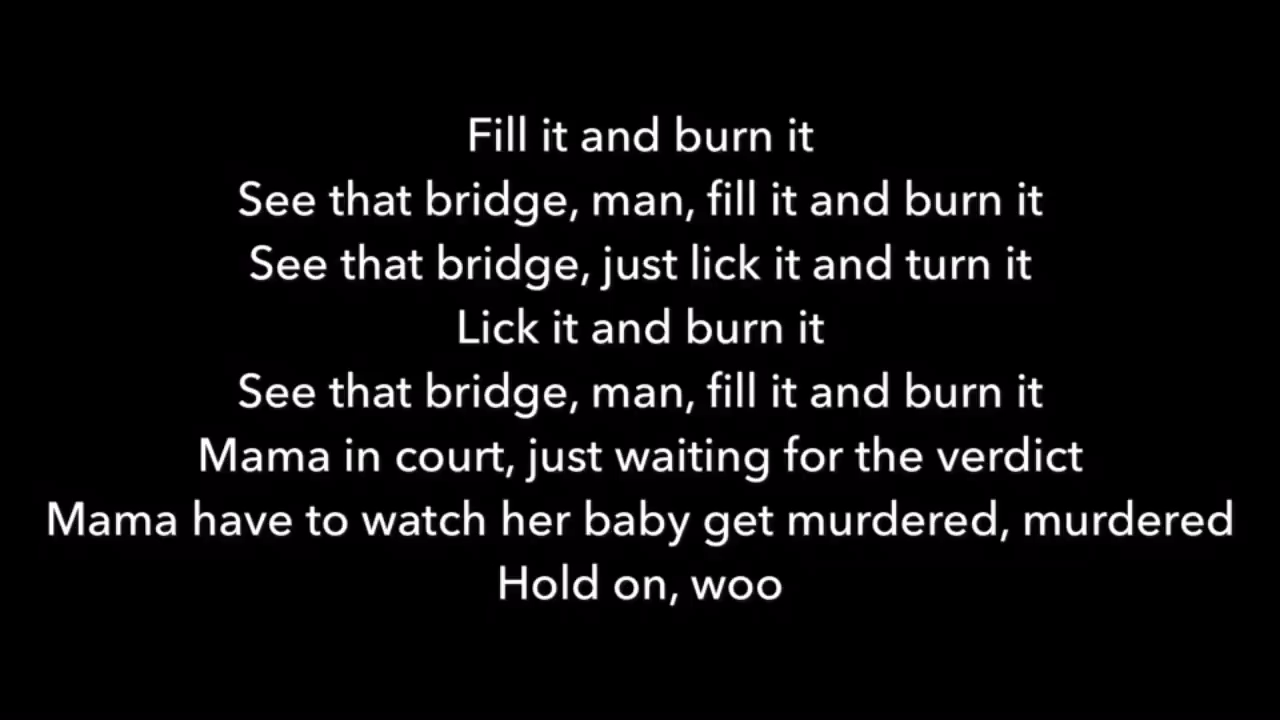 Fill it and burn it
See that bridge, man, fill it and burn it
See that bridge, just lick it and turn it
Lick it and burn it
See that bridge, man, fill it and burn it
Mama in court, just waiting for the verdict
Mama have to watch her baby get murdered, murdered
Hold on, woo